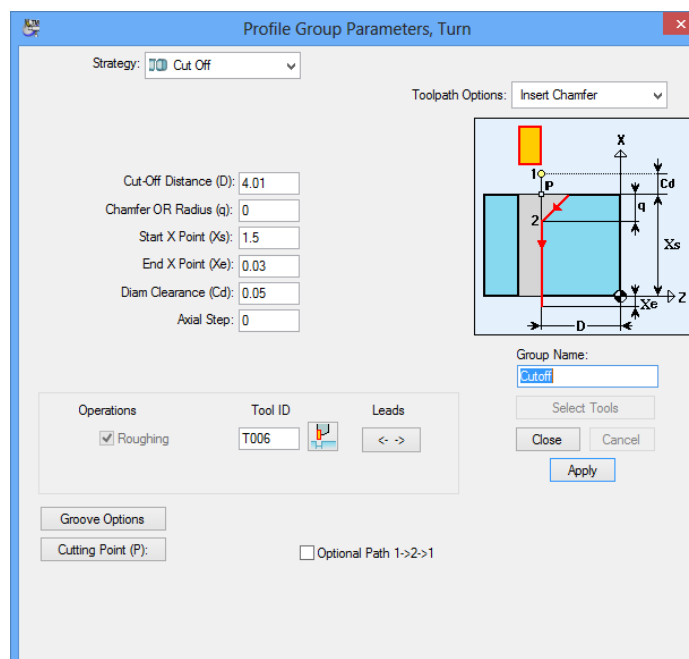 Profile Group Parameters, Turn
Strategy: Cut Off
Toolpath Options: Insert Chamfer
Cut-Off Distance (D): 4.01
Chamfer OR Radius (q): 0
Start X Point (Xs): 1.5
End X Point (Xe): 0.03
Diam Clearance (Cd): 0.05
Axial Step: 0
X
1
P
Cd
q
2
Xs
Z
Xe
D
Group Name:
Cutoff
Select Tools
Close Cancel
Apply
Operations Tool ID Leads
Roughing T006 <- ->
Groove Options
Cutting Point (P):
Optional Path 1->2->1